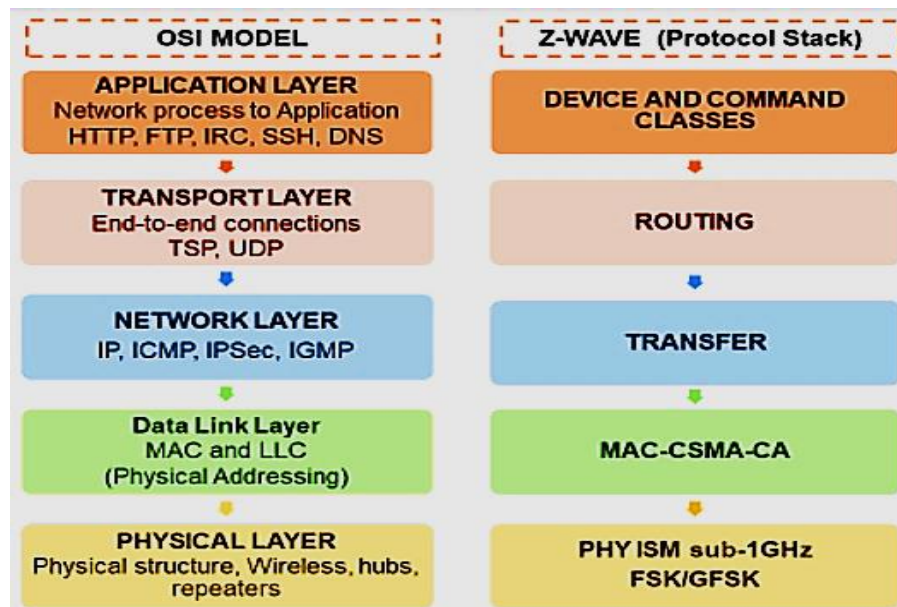 OSI MODEL
APPLICATION LAYER
Network process to Application
HTTP, FTP, IRC, SSH, DNS
TRANSPORT LAYER
End-to-end connections
TSP, UDP
NETWORK LAYER
IP, ICMP, IPSec, IGMP
Data Link Layer
MAC and LLC
(Physical Addressing)
PHYSICAL LAYER
Physical structure, Wireless, hubs,
repeaters
Z-WAVE (Protocol Stack)
DEVICE AND COMMAND
CLASSES
ROUTING
TRANSFER
MAC-CSMA-CA
PHY ISM sub-1GHz
FSK/GFSK